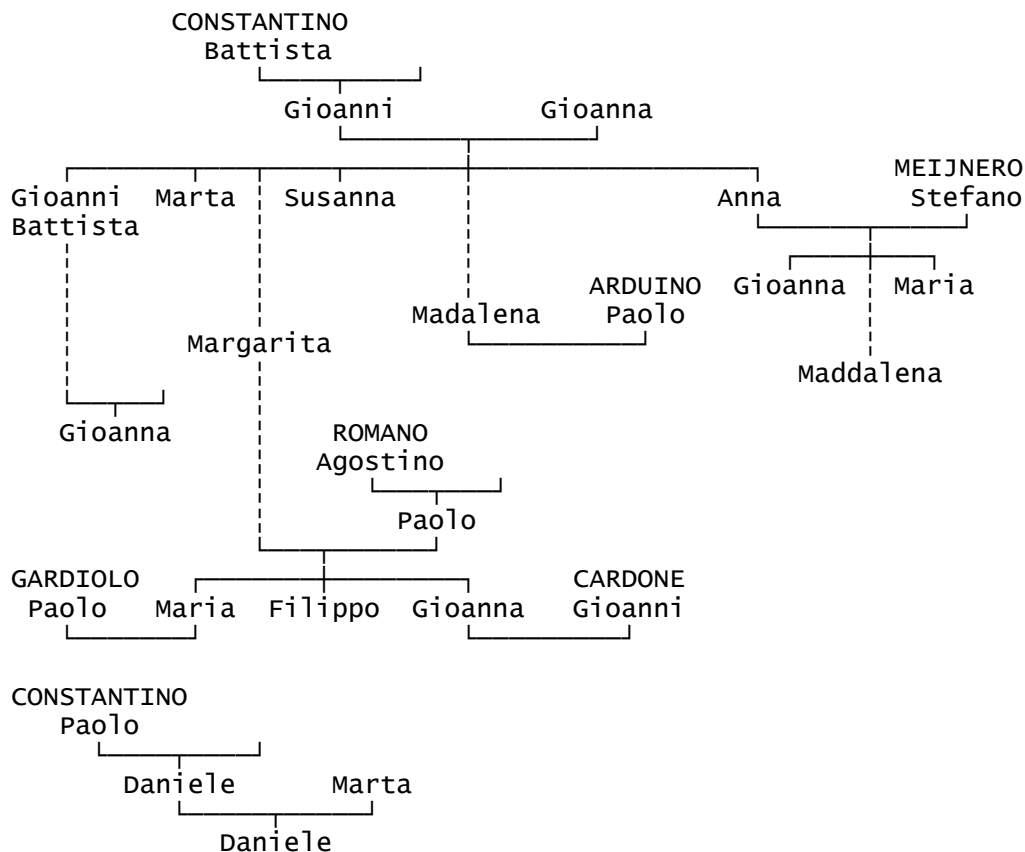 CONSTANTINO
Battista
Gioanni Gioanna
MEIJNERO
Gioanni Marta Susanna Anna Stefano
Battista
ARDUINO Gioanna Maria
Madalena Paolo
Margarita
Maddalena
Gioanna ROMANO
Agostino
Paolo
GARDIOLO CARDONE
Paolo Maria Filippo Gioanna Gioanni
CONSTANTINO
Paolo
Daniele Marta
Daniele